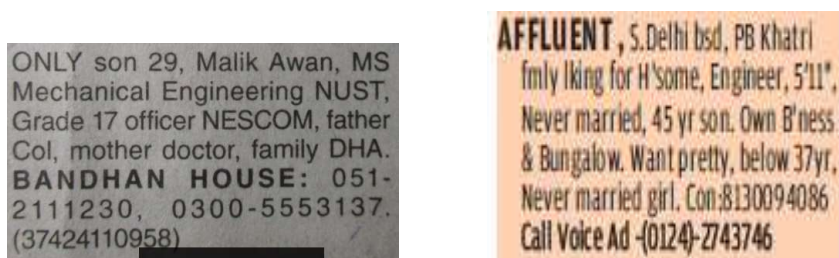 ONLY son 29, Malik Awan, MS
Mechanical Engineering NUST,
Grade 17 officer NESCOM, father
Col, mother doctor, family DHA.
BANDHAN HOUSE: 051-
2111230, 0300-5553137.
(37424110958)
AFFLUENT, S.Delhi bsd, PB Khatri
fmly lking for H'some, Engineer, 5'11".
Never married, 45 yr son. Own B'ness
& Bungalow. Want pretty, below 37yr,
Never married girl. Con:8130094086
Call Voice Ad -(0124)-2743746